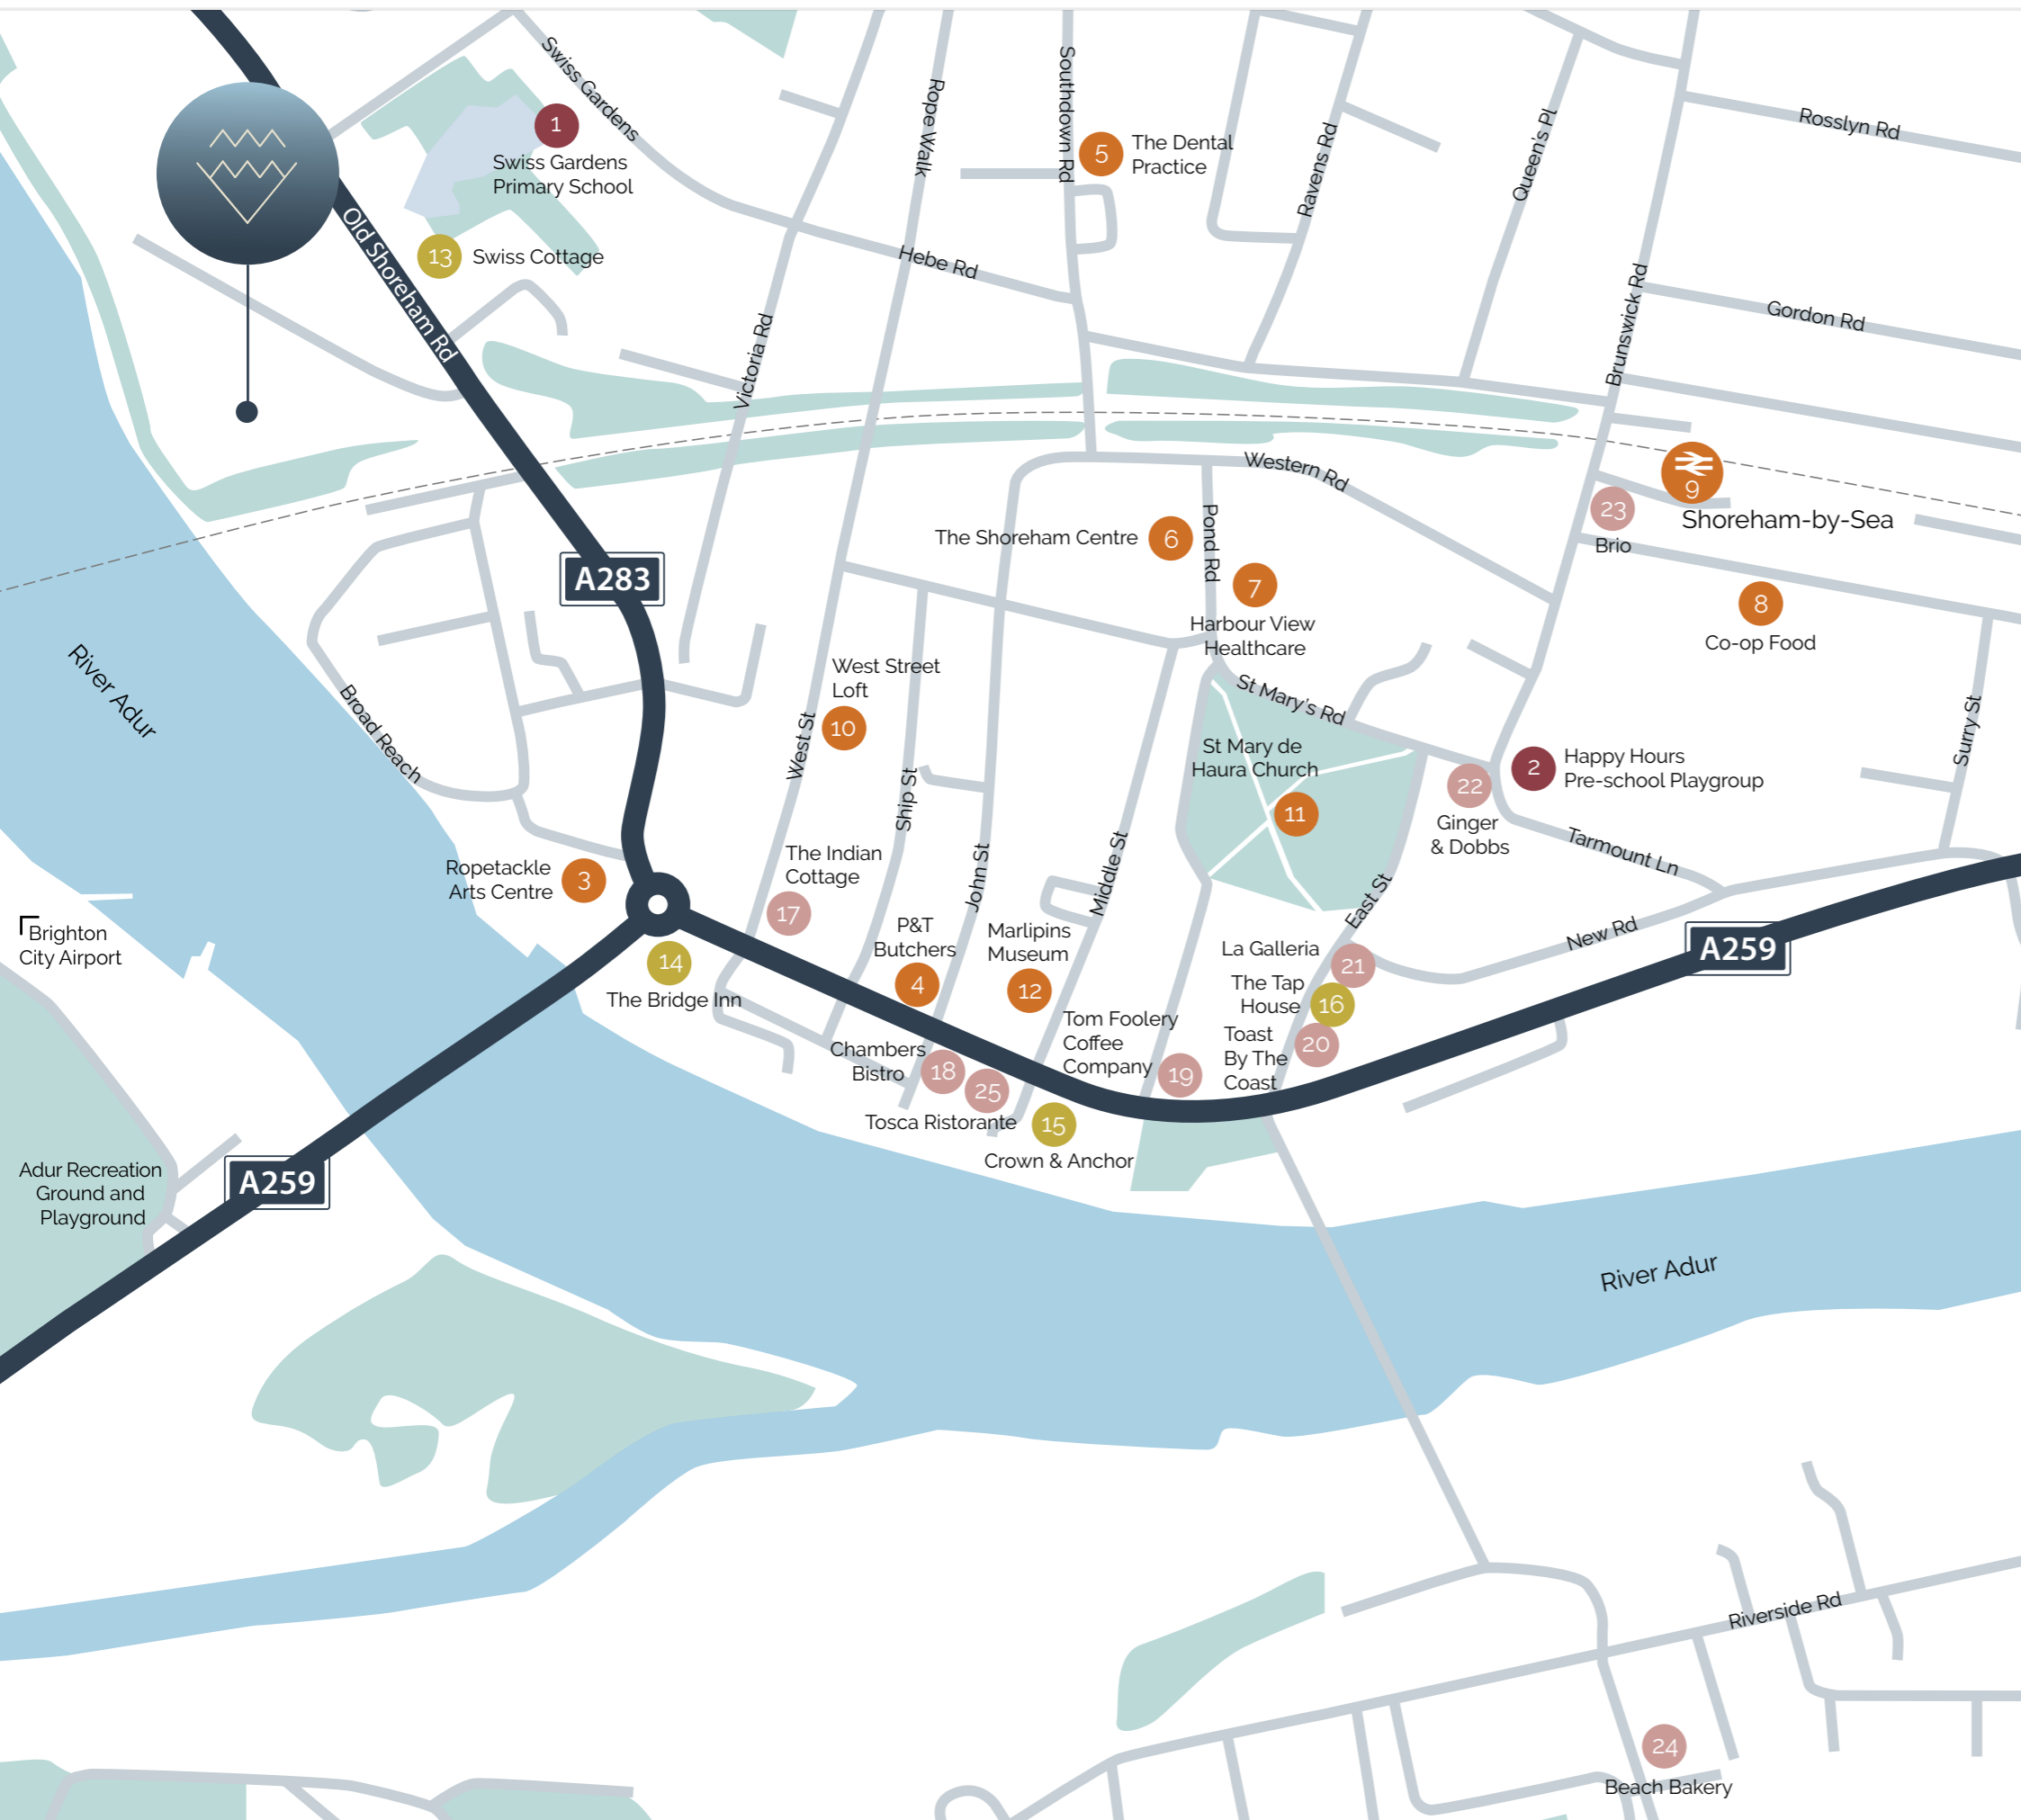 Swiss Gardens
1
Swiss Gardens
Primary School
13
Swiss Cottage
Old Shoreham Rd
Rope Walk
Southdown Rd
5
The Dental
Practice
Ravens Rd
Queen's Pl
Rosslyn Rd
Hebe Rd
Victoria Rd
Brunswick Rd
Gordon Rd
Western Rd
9
Shoreham-by-Sea
23
Brio
The Shoreham Centre
6
Pond Rd
7
Harbour View
Healthcare
8
Co-op Food
A283
River Adur
Broad Reach
West Street
Loft
10
West St
Ship St
St Mary's Rd
St Mary de
Haura Church
11
22
Ginger
& Dobbs
2
Happy Hours
Pre-school Playgroup
Surry St
Tarmount Ln
Ropetackle
Arts Centre
3
The Indian
Cottage
17
John St
Middle St
East St
New Rd
A259
Brighton
City Airport
14
The Bridge Inn
P&T
Butchers
4
Marlipins
Museum
12
La Galleria
21
The Tap
House
16
Toast
By The
Coast
20
Tom Foolery
Coffee
Company
19
Chambers
Bistro
18
25
Tosca Ristorante
15
Crown & Anchor
Adur Recreation
Ground and
Playground
A259
River Adur
Riverside Rd
24
Beach Bakery